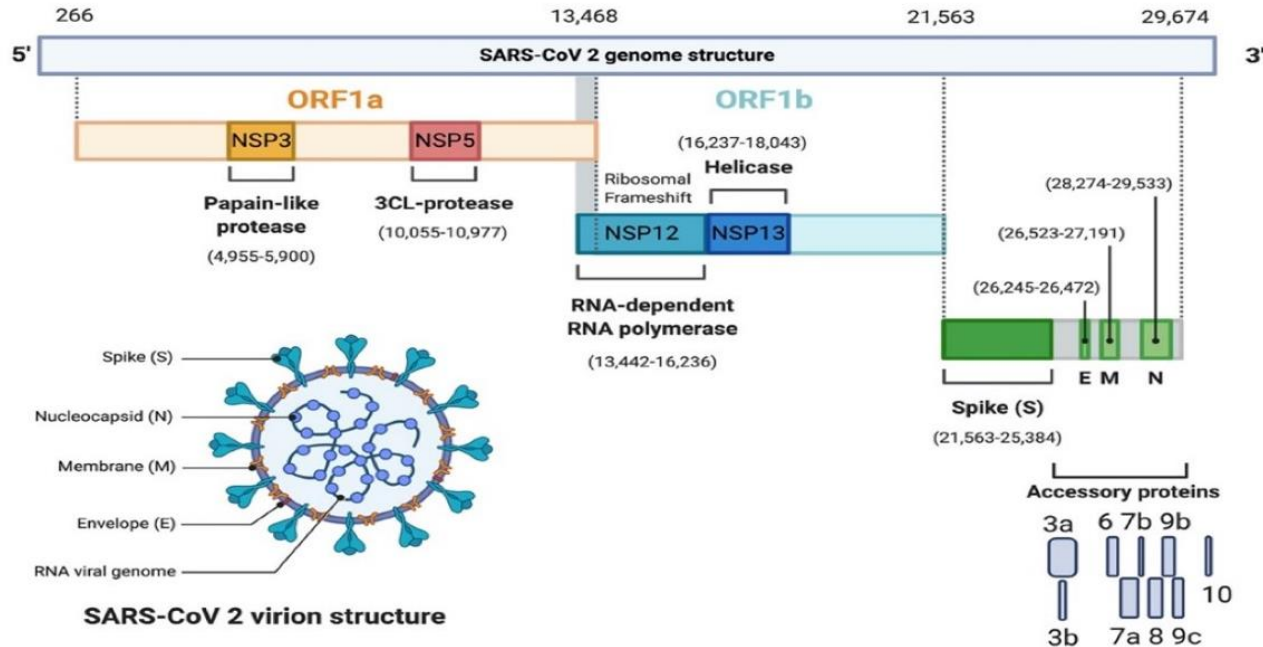 266 13,468 21,563 29,674
5' SARS-CoV 2 genome structure 3'
ORF1a ORF1b
NSP3 NSP5
(16,237-18,043)
Helicase
Papain-like
protease
(4,955-5,900)
3CL-protease
(10,055-10,977)
Ribosomal
Frameshift
NSP12 NSP13
RNA-dependent
RNA polymerase
(13,442-16,236)
(28,274-29,533)
(26,523-27,191)
(26,245-26,472)
E M N
Spike (S)
(21,563-25,384)
Accessory proteins
3a 6 7b 9b
10
3b 7a 8 9c
Spike (S)
Nucleocapsid (N)
Membrane (M)
Envelope (E)
RNA viral genome
SARS-CoV 2 virion structure